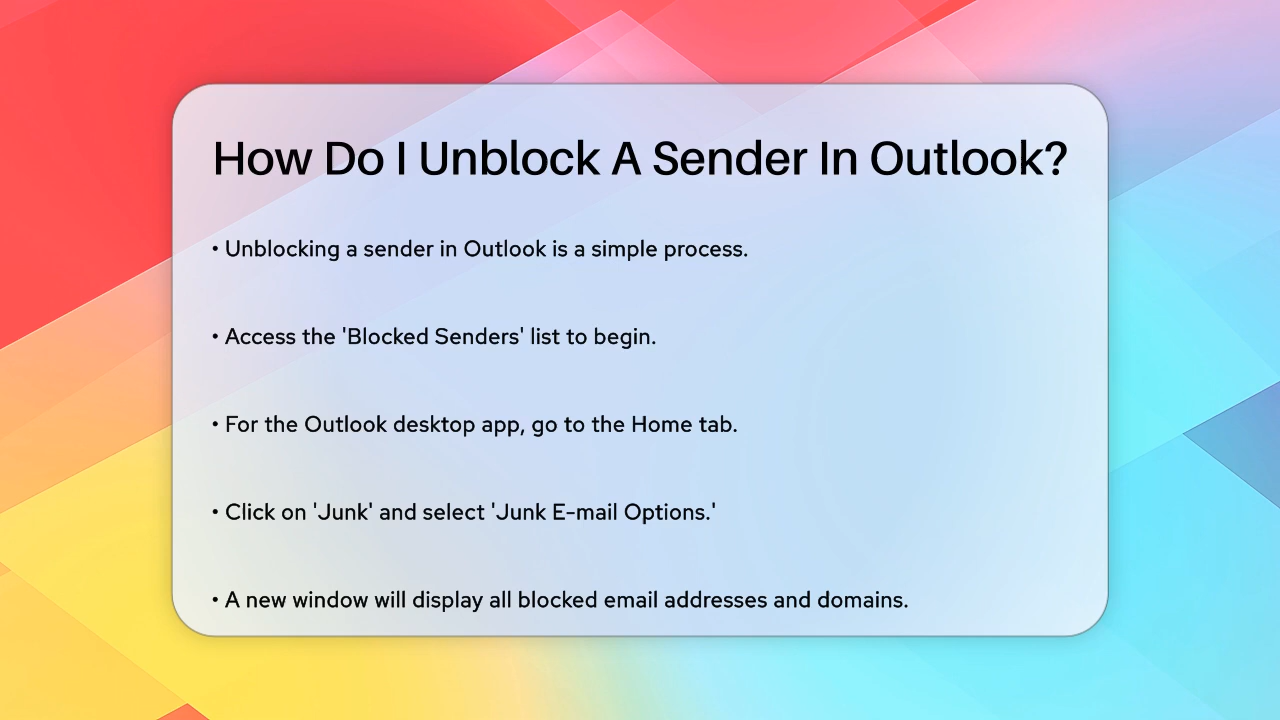 How Do I Unblock A Sender In Outlook?
• Unblocking a sender in Outlook is a simple process.
• Access the 'Blocked Senders' list to begin.
• For the Outlook desktop app, go to the Home tab.
• Click on 'Junk' and select 'Junk E-mail Options.'
• A new window will display all blocked email addresses and domains.